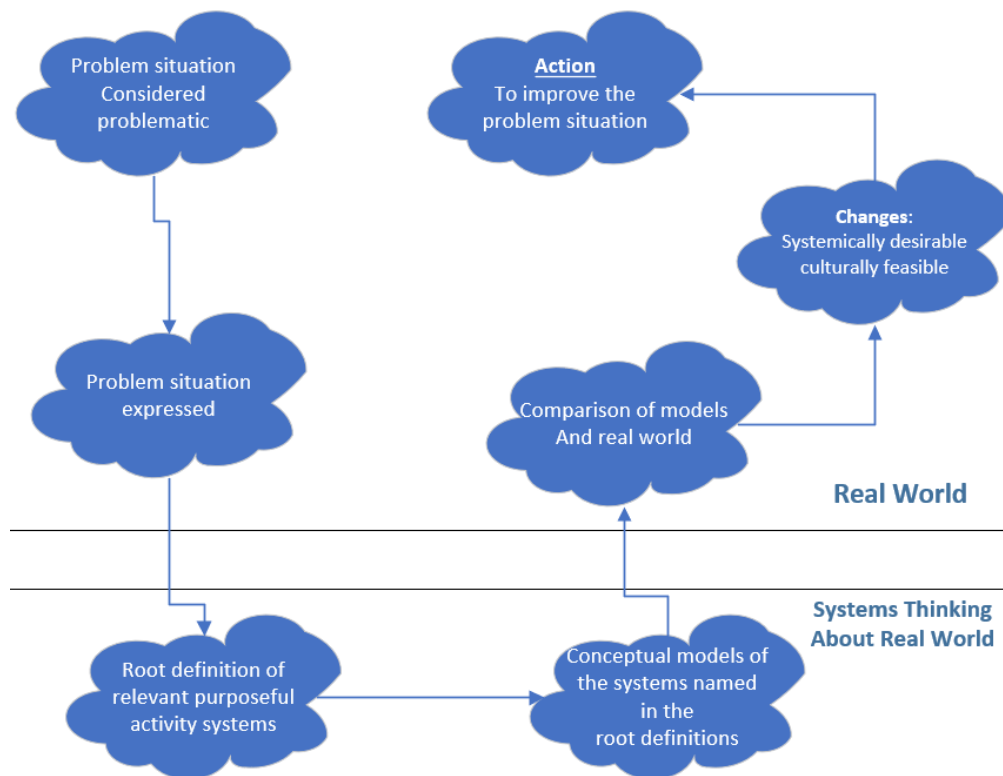 Problem situation
Considered
problematic
Action
To improve the
problem situation
Changes:
Systemically desirable
culturally feasible
Problem situation
expressed
Comparison of models
And real world
Real World
Systems Thinking
About Real World
Root definition of
relevant purposeful
activity systems
Conceptual models of
the systems named
in the
root definitions